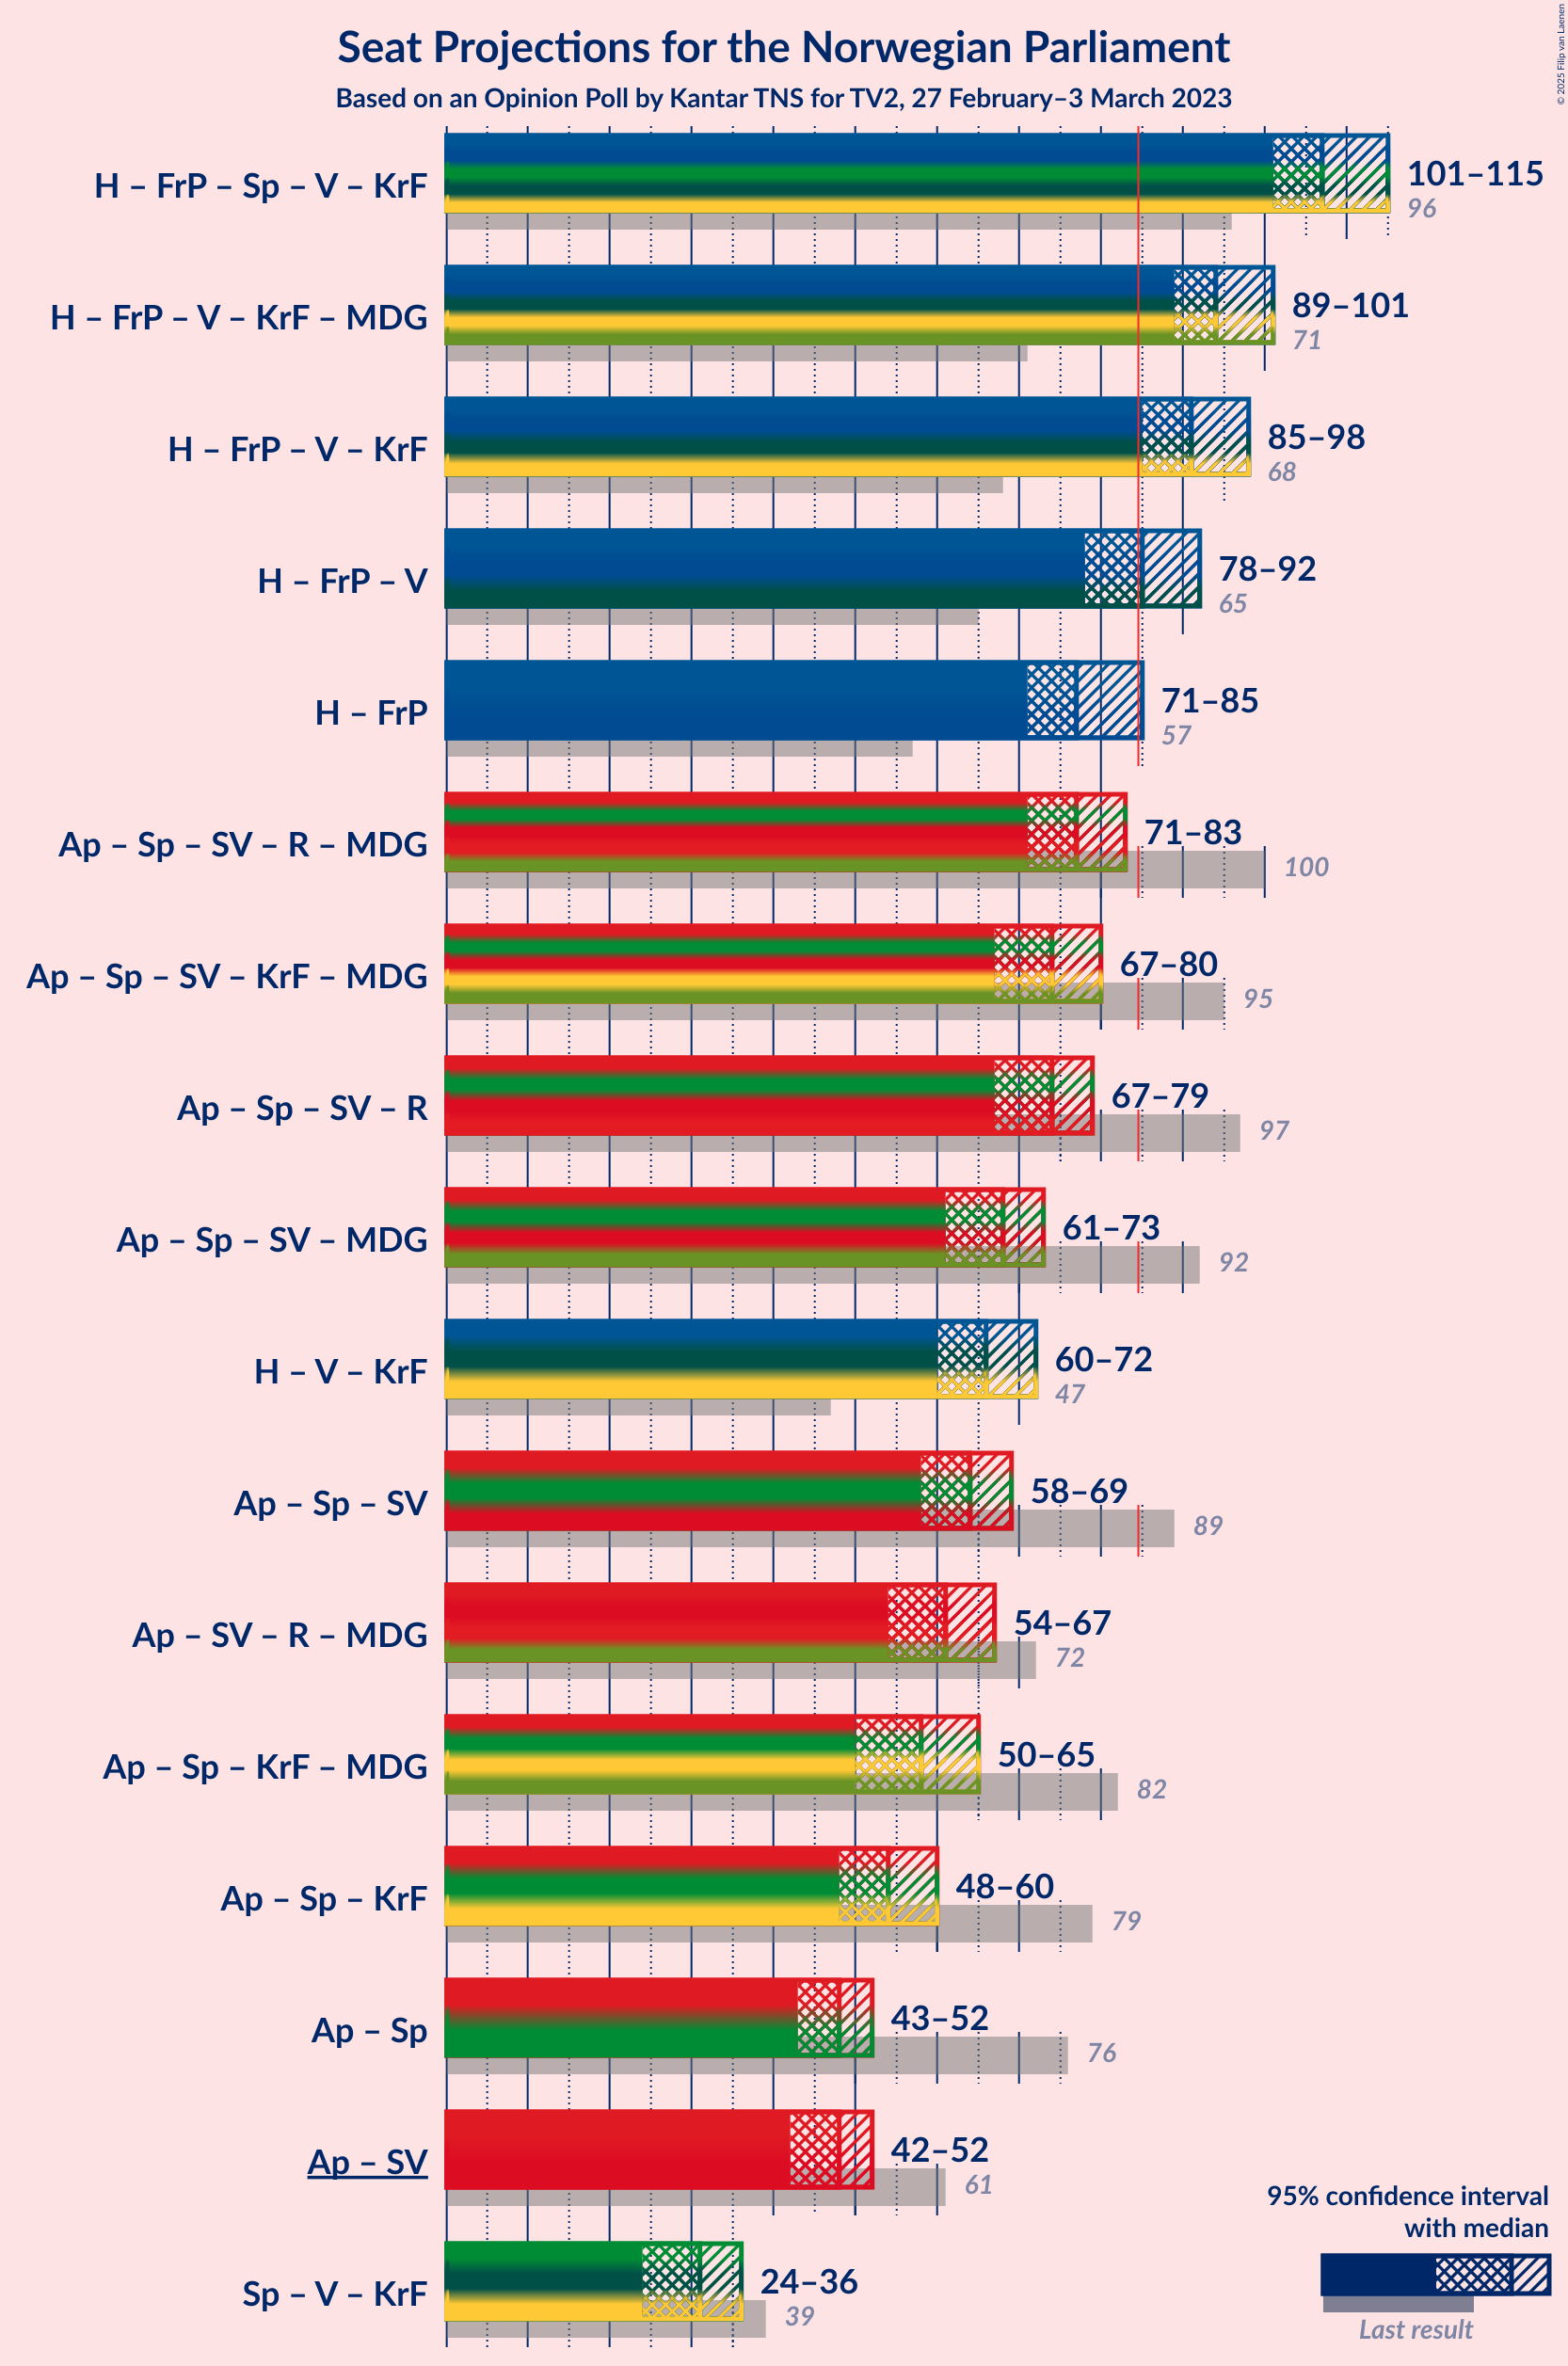 Seat Projections for the Norwegian Parliament
Based on an Opinion Poll by Kantar TNS for TV2, 27 February–3 March 2023
© 2025 Filip van Laenen
H – FrP – Sp – V – KrF
101–115
96
H – FrP – V – KrF – MDG
89–101
71
H – FrP – V – KrF
85–98
68
H – FrP – V
78–92
65
H – FrP
71–85
57
Ap – Sp – SV – R – MDG
71–83
100
Ap – Sp – SV – KrF – MDG
67–80
95
Ap – Sp – SV – R
67–79
97
Ap – Sp – SV – MDG
61–73
92
H – V – KrF
60–72
47
Ap – Sp – SV
58–69
89
Ap – SV – R – MDG
54–67
72
Ap – Sp – KrF – MDG
50–65
82
Ap – Sp – KrF
48–60
79
Ap – Sp
43–52
76
Ap – SV
42–52
61
Sp – V – KrF
24–36
39
95% confidence interval
with median
Last result